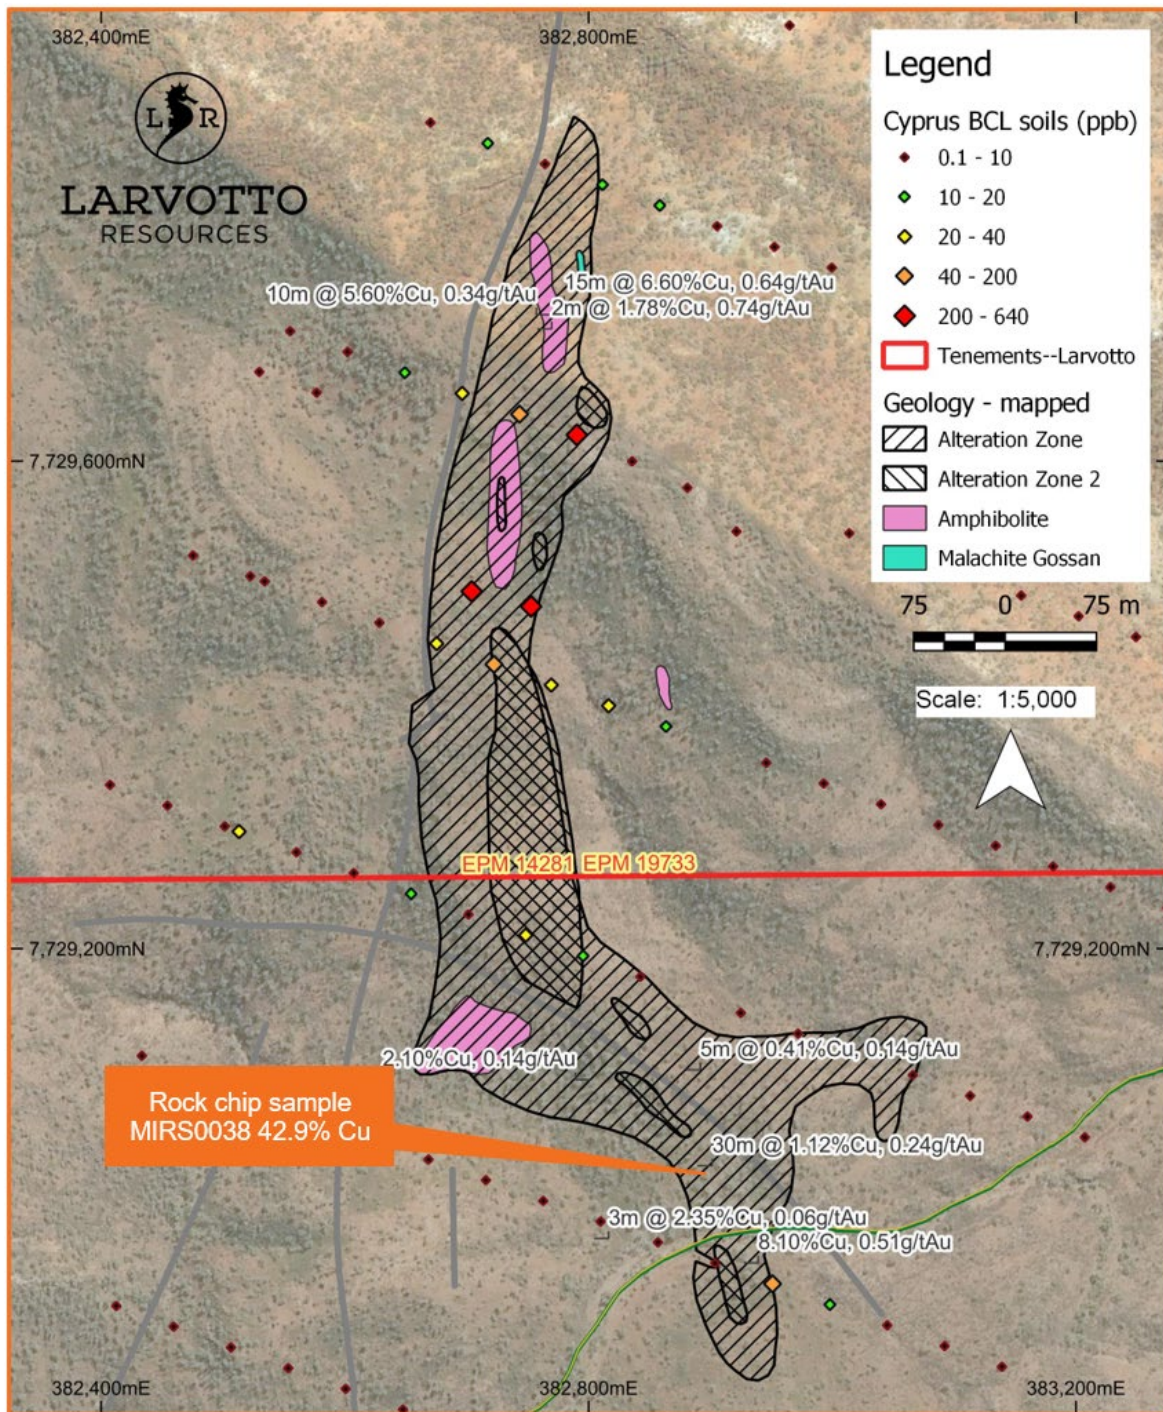 382,400mE
382,800mE
L R
LARVOTTO
RESOURCES
Legend
Cyprus BCL soils (ppb)
0.1 - 10
10 - 20
20 - 40
40 - 200
200 - 640
Tenements--Larvotto
Geology - mapped
Alteration Zone
Alteration Zone 2
Amphibolite
Malachite Gossan
75 0 75 m
Scale: 1:5,000
15m @ 6.60%Cu, 0.64g/tAu
10m @ 5.60%Cu, 0.34g/tAu
2m @ 1.78%Cu, 0.74g/tAu
7,729,600mN
EPM 14281 EPM 19733
7,729,200mN
7,729,200mN
5m @ 0.41%Cu, 0.14g/tAu
2.10%Cu, 0.14g/tAu
Rock chip sample
MIRS0038 42.9% Cu
30m @ 1.12%Cu, 0.24g/tAu
3m @ 2.35%Cu, 0.06g/tAu
8.10%Cu, 0.51g/tAu
382,400mE
382,800mE
383,200mE